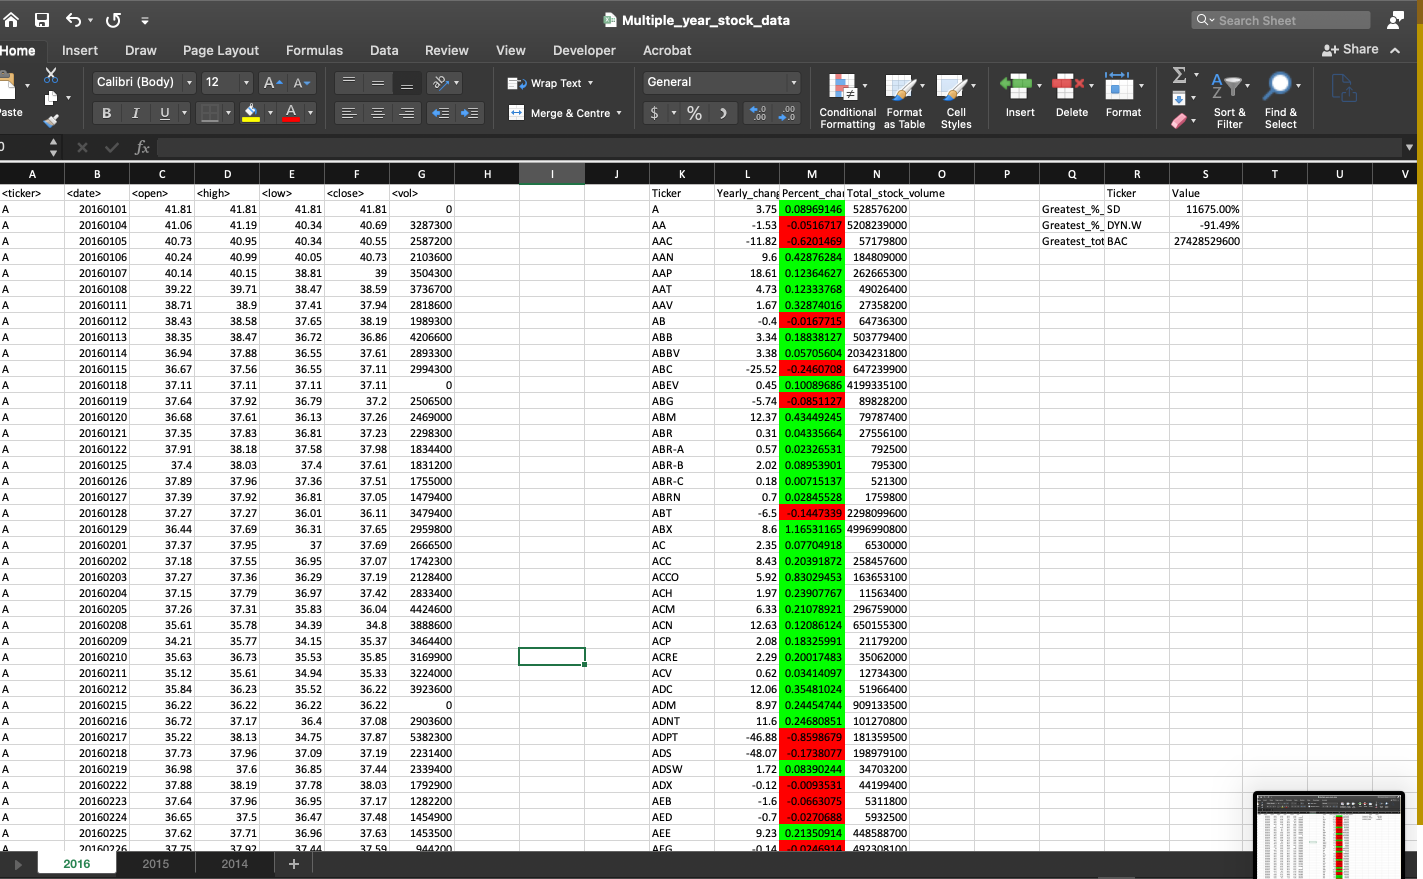 Multiple_year_stock_data
Search Sheet
Home Insert Draw Page Layout Formulas Data Review View Developer Acrobat Share
Paste Calibri (Body) 12 A A Wrap Text General
B I U A Merge & Centre $ % Conditional Formatting Format as Table Cell Styles Insert Delete Format Sort & Filter Find & Select
fx
A B C D E F G H I J K L M N O P Q R S T U V
<ticker> <date> <open> <high> <low> <close> <vol> Ticker Yearly_chang Percent_cha Total_stock_volume Ticker Value
A 20160101 41.81 41.81 41.81 41.81 0 A 3.75 0.08969146 528576200 Greatest_%_ SD 11675.00%
A 20160104 41.06 41.19 40.34 40.69 3287300 AA -1.53 -0.0516717 5208239000 Greatest_%_ DYN.W -91.49%
A 20160105 40.73 40.95 40.34 40.55 2587200 AAC -11.82 -0.6201469 57179800 Greatest_tot BAC 27428529600
A 20160106 40.24 40.99 40.05 40.73 2103600 AAN 9.6 0.42876284 184809000
A 20160107 40.14 40.15 38.81 39 3504300 AAP 18.61 0.12364627 262665300
A 20160108 39.22 39.71 38.47 38.59 3736700 AAT 4.73 0.12333768 49026400
A 20160111 38.71 38.9 37.41 37.94 2818600 AAV 1.67 0.32874016 27358200
A 20160112 38.43 38.58 37.65 38.19 1989300 AB -0.4 -0.0167715 64736300
A 20160113 38.35 38.47 36.72 36.86 4206600 ABB 3.34 0.18838127 503779400
A 20160114 36.94 37.88 36.55 37.61 2893300 ABBV 3.38 0.05705604 2034231800
A 20160115 36.67 37.56 36.55 37.11 2994300 ABC -25.52 -0.2460708 647239900
A 20160118 37.11 37.11 37.11 37.11 0 ABEV 0.45 0.10089686 4199335100
A 20160119 37.64 37.92 36.79 37.2 2506500 ABG -5.74 -0.0851127 89828200
A 20160120 36.68 37.61 36.13 37.26 2469000 ABM 12.37 0.43449245 79787400
A 20160121 37.35 37.83 36.81 37.23 2298300 ABR 0.31 0.04335664 27556100
A 20160122 37.91 38.18 37.58 37.98 1834400 ABR-A 0.57 0.02326531 792500
A 20160125 37.4 38.03 37.4 37.61 1831200 ABR-B 2.02 0.08953901 795300
A 20160126 37.89 37.96 37.36 37.51 1755000 ABR-C 0.18 0.00715137 521300
A 20160127 37.39 37.92 36.81 37.05 1479400 ABRN 0.7 0.02845528 1759800
A 20160128 37.27 37.27 36.01 36.11 3479400 ABT -6.5 -0.1447339 2298099600
A 20160129 36.44 37.69 36.31 37.65 2959800 ABX 8.6 1.16531165 4996990800
A 20160201 37.37 37.95 37 37.69 2666500 AC 2.35 0.07704918 6530000
A 20160202 37.18 37.55 36.95 37.07 1742300 ACC 8.43 0.20391872 258457600
A 20160203 37.27 37.36 36.29 37.19 2128400 ACCO 5.92 0.83029453 163653100
A 20160204 37.15 37.79 36.97 37.42 2833400 ACH 1.97 0.23907767 11563400
A 20160205 37.26 37.31 35.83 36.04 4424600 ACM 6.33 0.21078921 296759000
A 20160208 35.61 35.78 34.39 34.8 3888600 ACN 12.63 0.12086124 650155300
A 20160209 34.21 35.77 34.15 35.37 3464400 ACP 2.08 0.18325991 21179200
A 20160210 35.63 36.73 35.53 35.85 3169900 ACRE 2.29 0.20017483 35062000
A 20160211 35.12 35.61 34.94 35.33 3224000 ACV 0.62 0.03414097 12734300
A 20160212 35.84 36.23 35.52 36.22 3923600 ADC 12.06 0.35481024 51966400
A 20160215 36.22 36.22 36.22 36.22 0 ADM 8.97 0.24454744 909133500
A 20160216 36.72 37.17 36.4 37.08 2903600 ADNT 11.6 0.24680851 101270800
A 20160217 35.22 38.13 34.75 37.87 5382300 ADPT -46.88 -0.8598679 181359500
A 20160218 37.73 37.96 37.09 37.19 2231400 ADS -48.07 -0.1738077 198979100
A 20160219 36.98 37.6 36.85 37.44 2339400 ADSW 1.72 0.08390244 34703200
A 20160222 37.88 38.19 37.78 38.03 1792900 ADX -0.12 -0.0093531 44199400
A 20160223 37.64 37.96 36.95 37.17 1282200 AEB -1.6 -0.0663075 5311800
A 20160224 36.65 37.5 36.47 37.48 1454900 AED -0.7 -0.0270688 5932500
A 20160225 37.62 37.71 36.96 37.63 1453500 AEE 9.23 0.21350914 448588700
A 20160226 37.75 37.92 37.44 37.59 944200 AEG -0.14 -0.0246914 492308100
2016 2015 2014 +